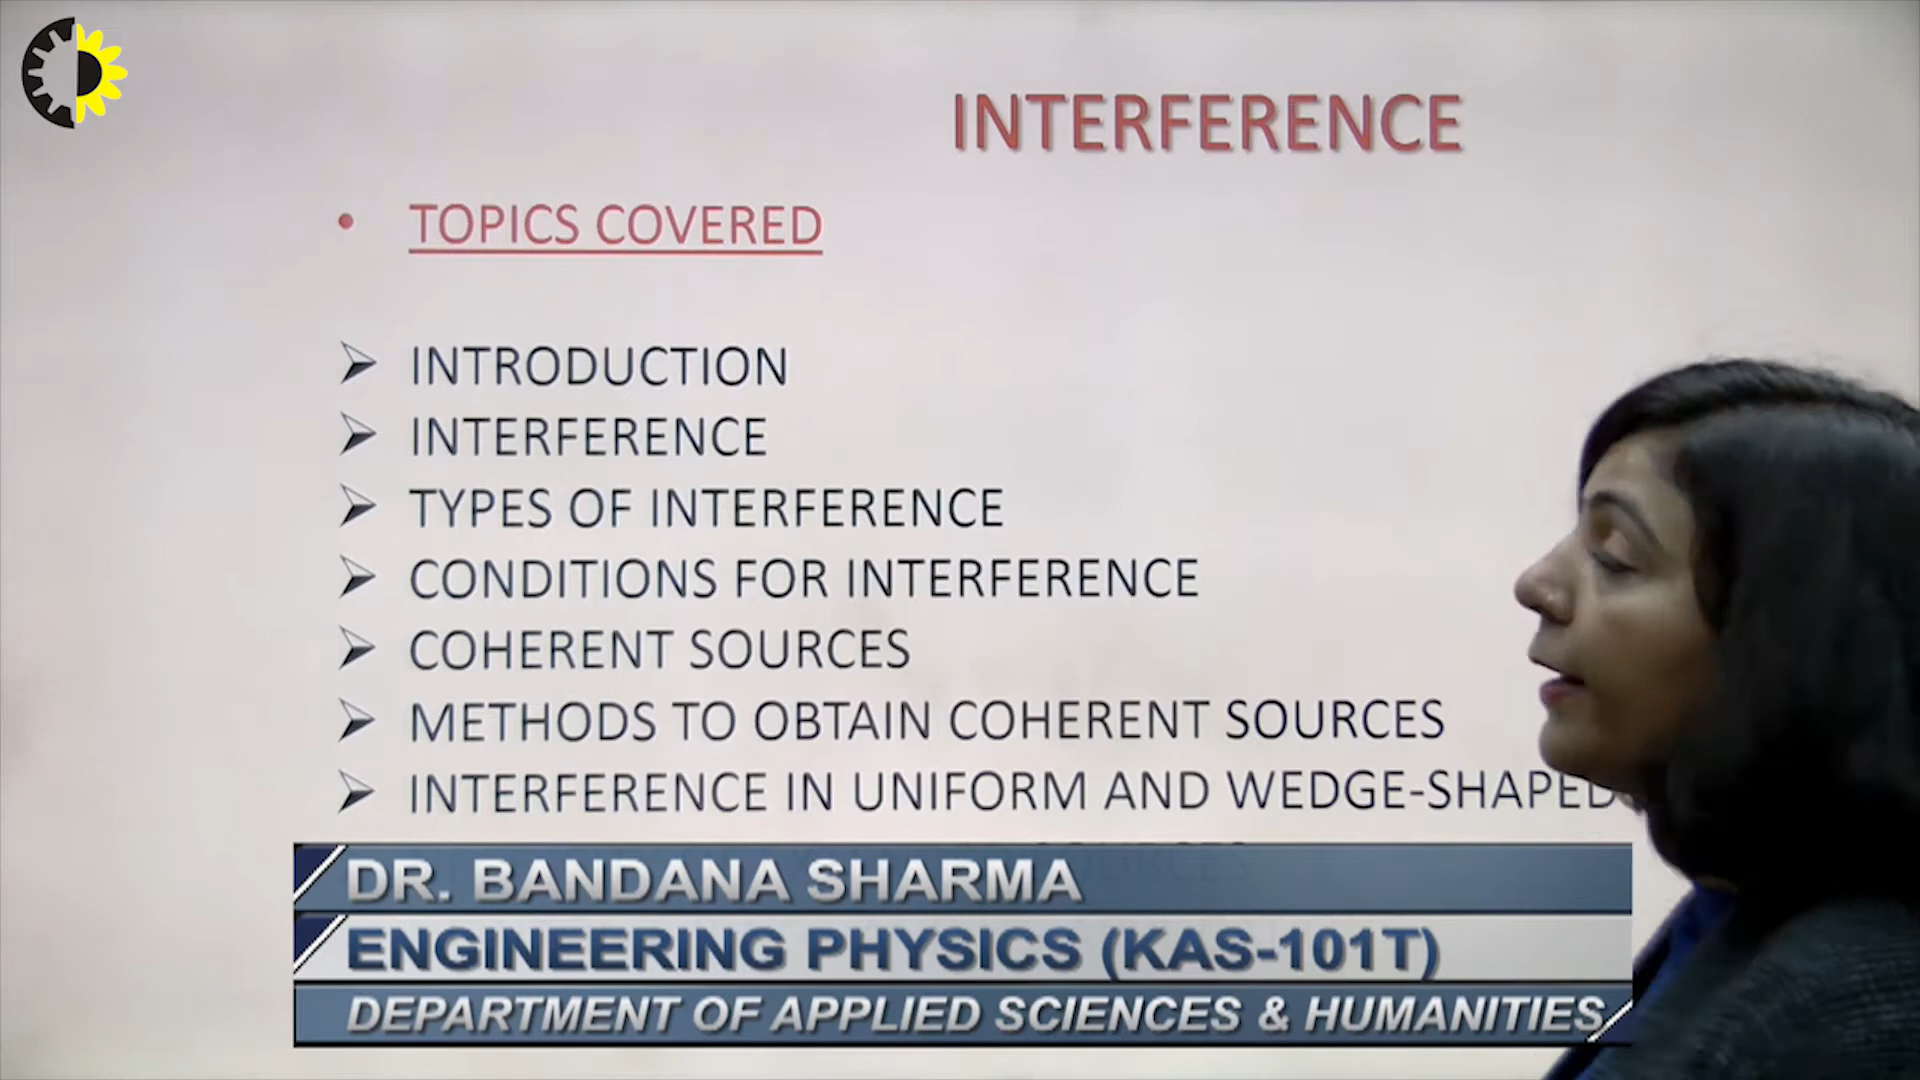 INTERFERENCE
• TOPICS COVERED
➢ INTRODUCTION
➢ INTERFERENCE
➢ TYPES OF INTERFERENCE
➢ CONDITIONS FOR INTERFERENCE
➢ COHERENT SOURCES
➢ METHODS TO OBTAIN COHERENT SOURCES
➢ INTERFERENCE IN UNIFORM AND WEDGE-SHAPED
DR. BANDANA SHARMA
ENGINEERING PHYSICS (KAS-101T)
DEPARTMENT OF APPLIED SCIENCES & HUMANITIES